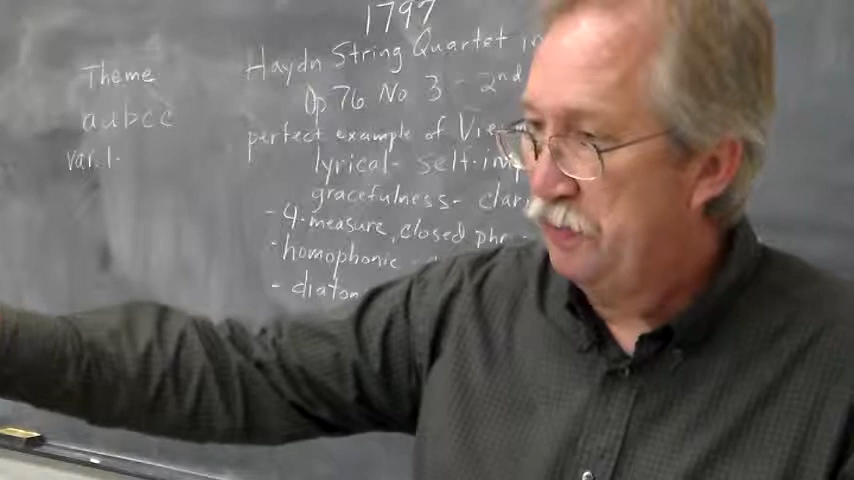 1797
Haydn String Quartet in
Op 76 No 3 - 2nd
perfect example of
lyrical - self-
gracefulness -
- 4-measure, closed
- homophonic -
-
Theme
aabcc
var. 1.